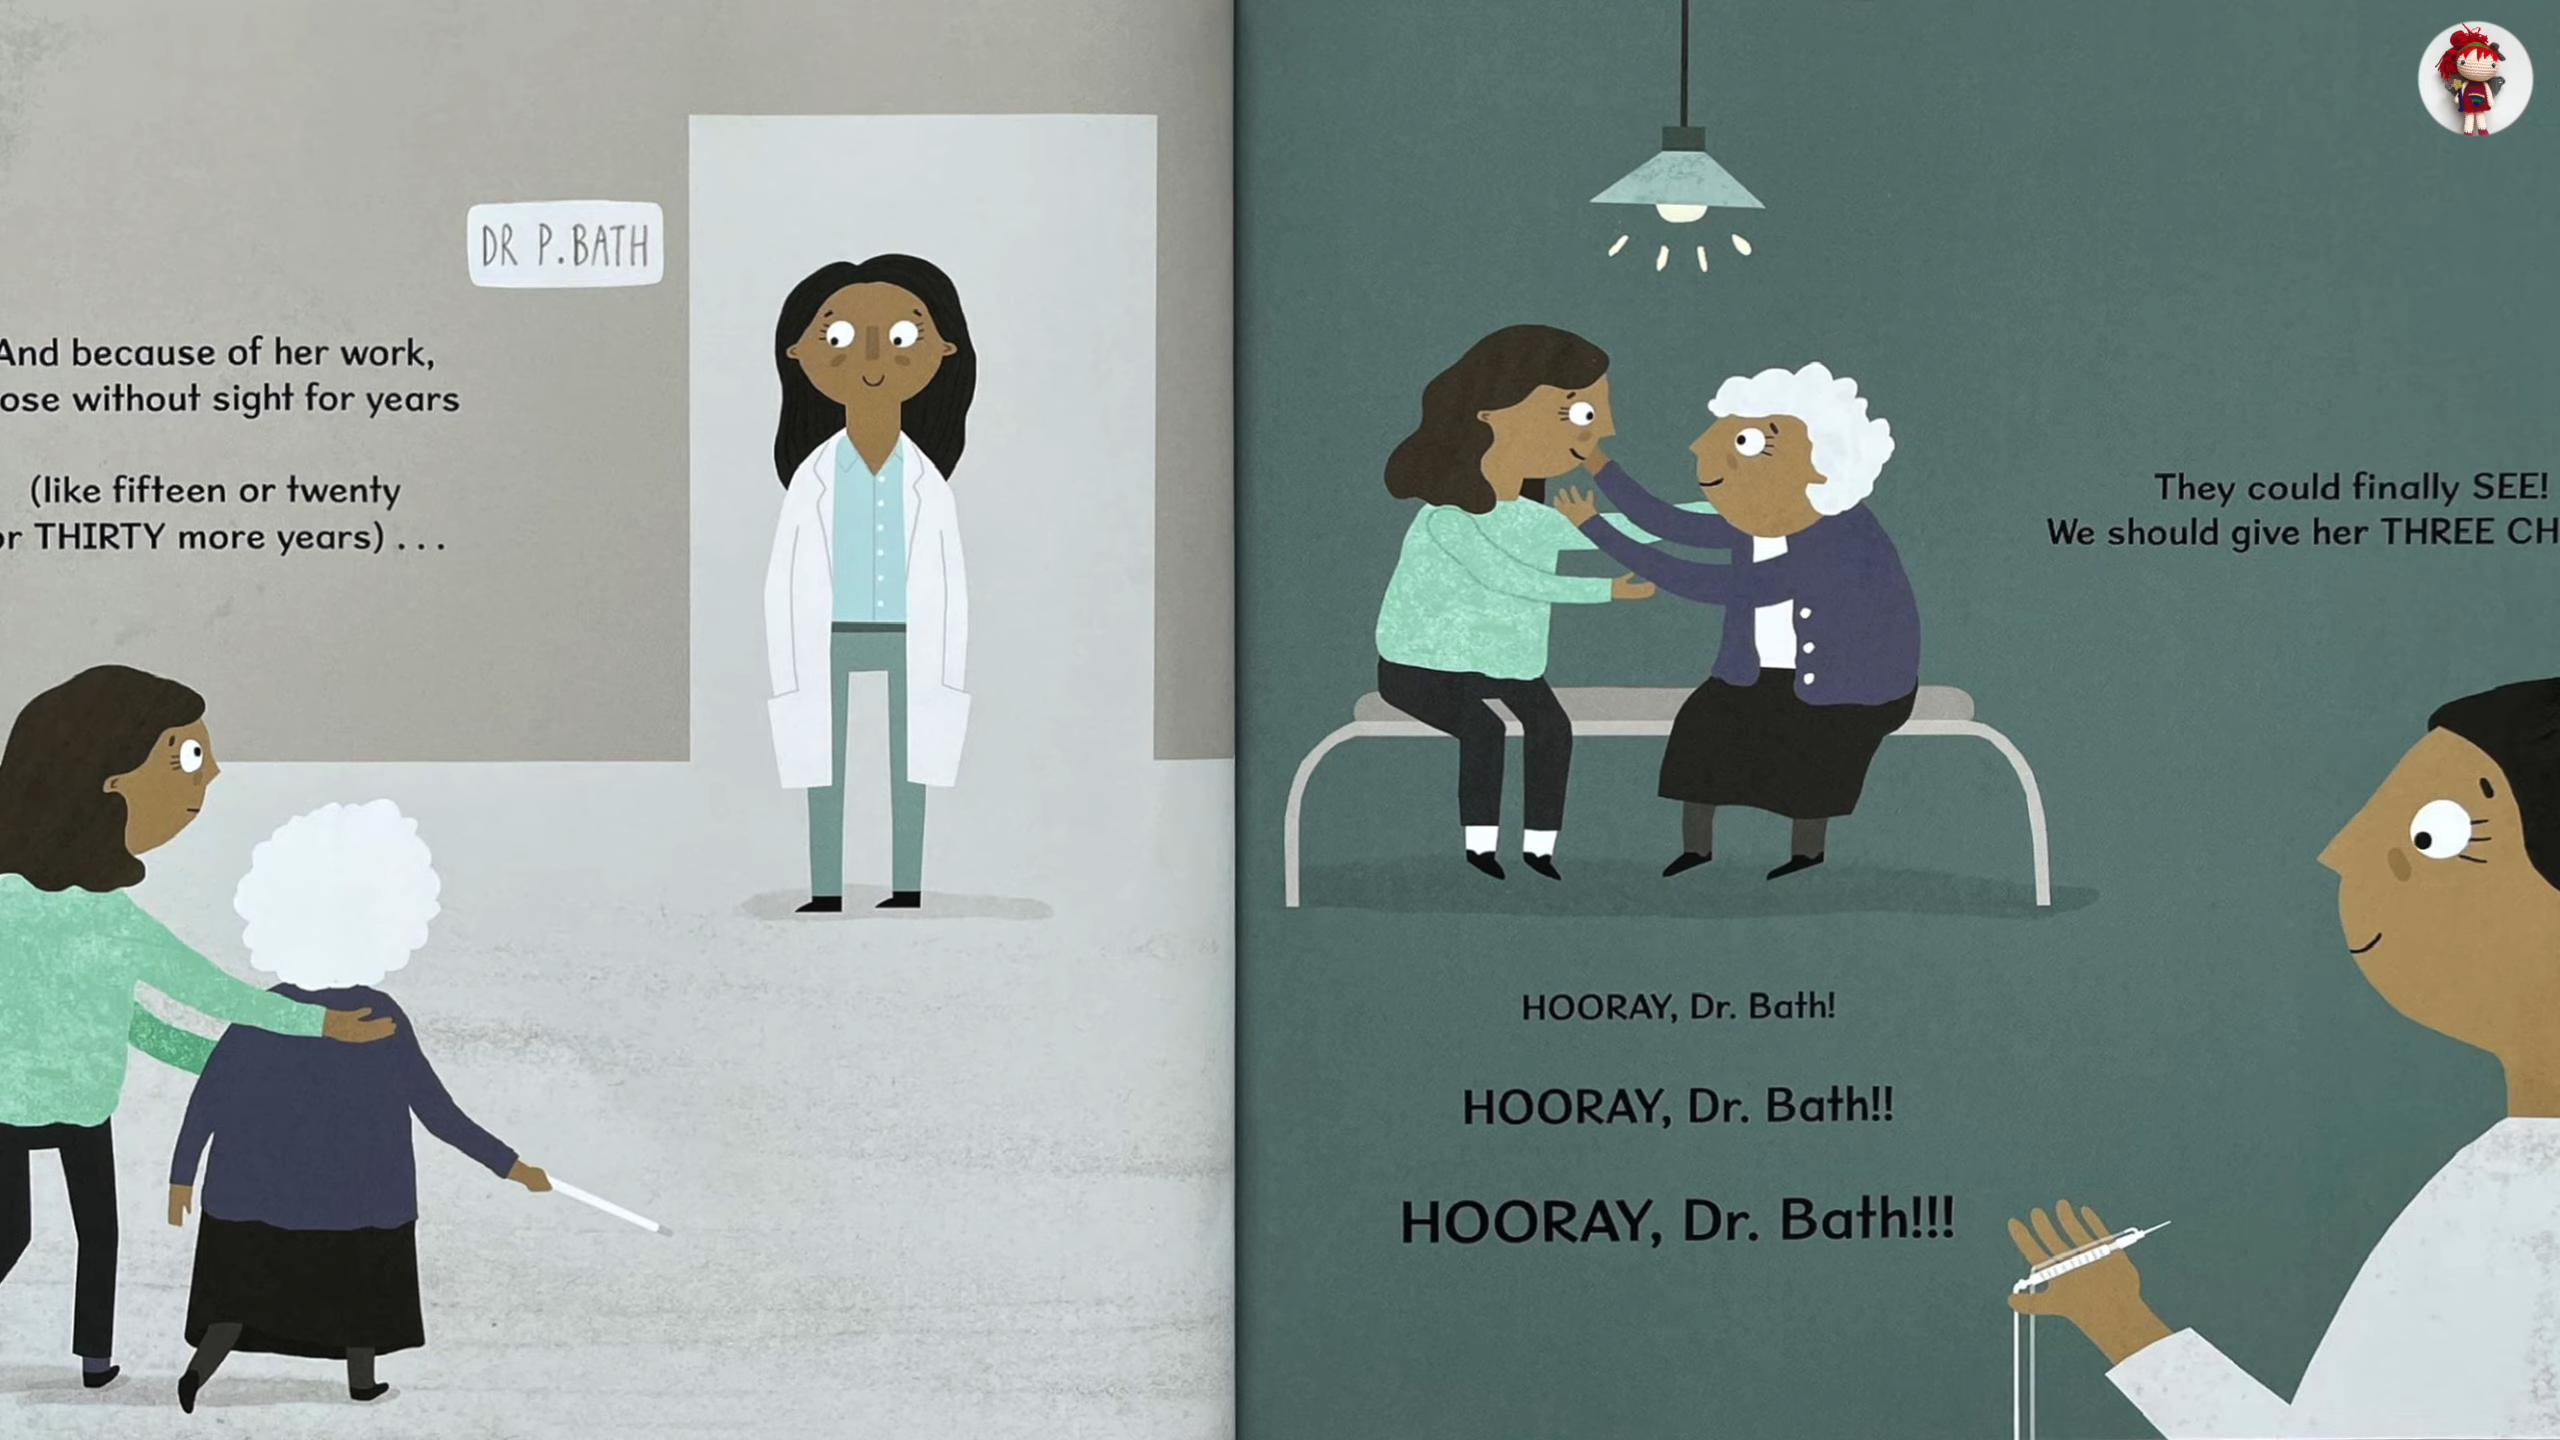 DR P.BATH
And because of her work,
ose without sight for years
(like fifteen or twenty
or THIRTY more years) . . .
They could finally SEE!
We should give her THREE CH
HOORAY, Dr. Bath!
HOORAY, Dr. Bath!!
HOORAY, Dr. Bath!!!